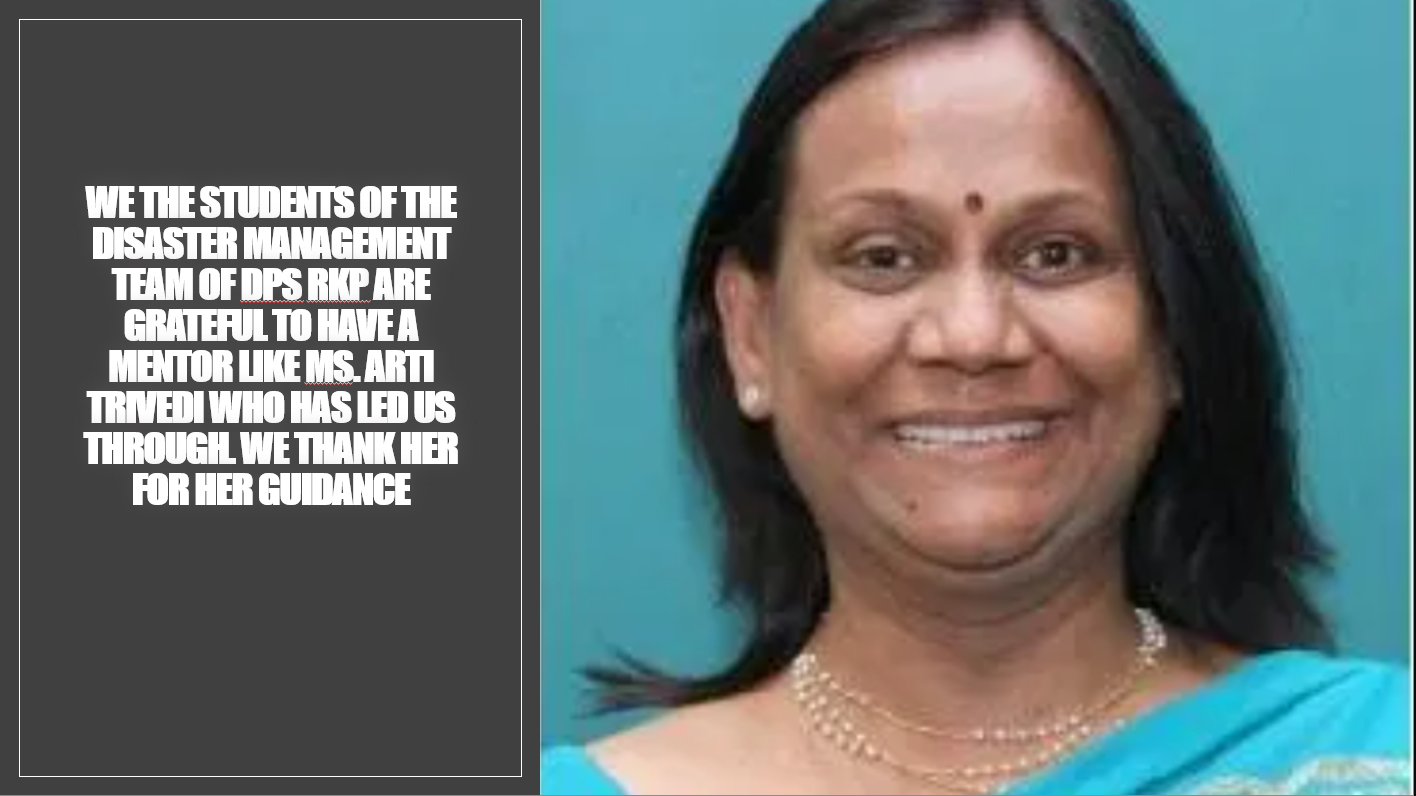 WE THE STUDENTS OF THE
DISASTER MANAGEMENT
TEAM OF DPS RKP ARE
GRATEFUL TO HAVE A
MENTOR LIKE MS. ARTI
TRIVEDI WHO HAS LED US
THROUGH. WE THANK HER
FOR HER GUIDANCE